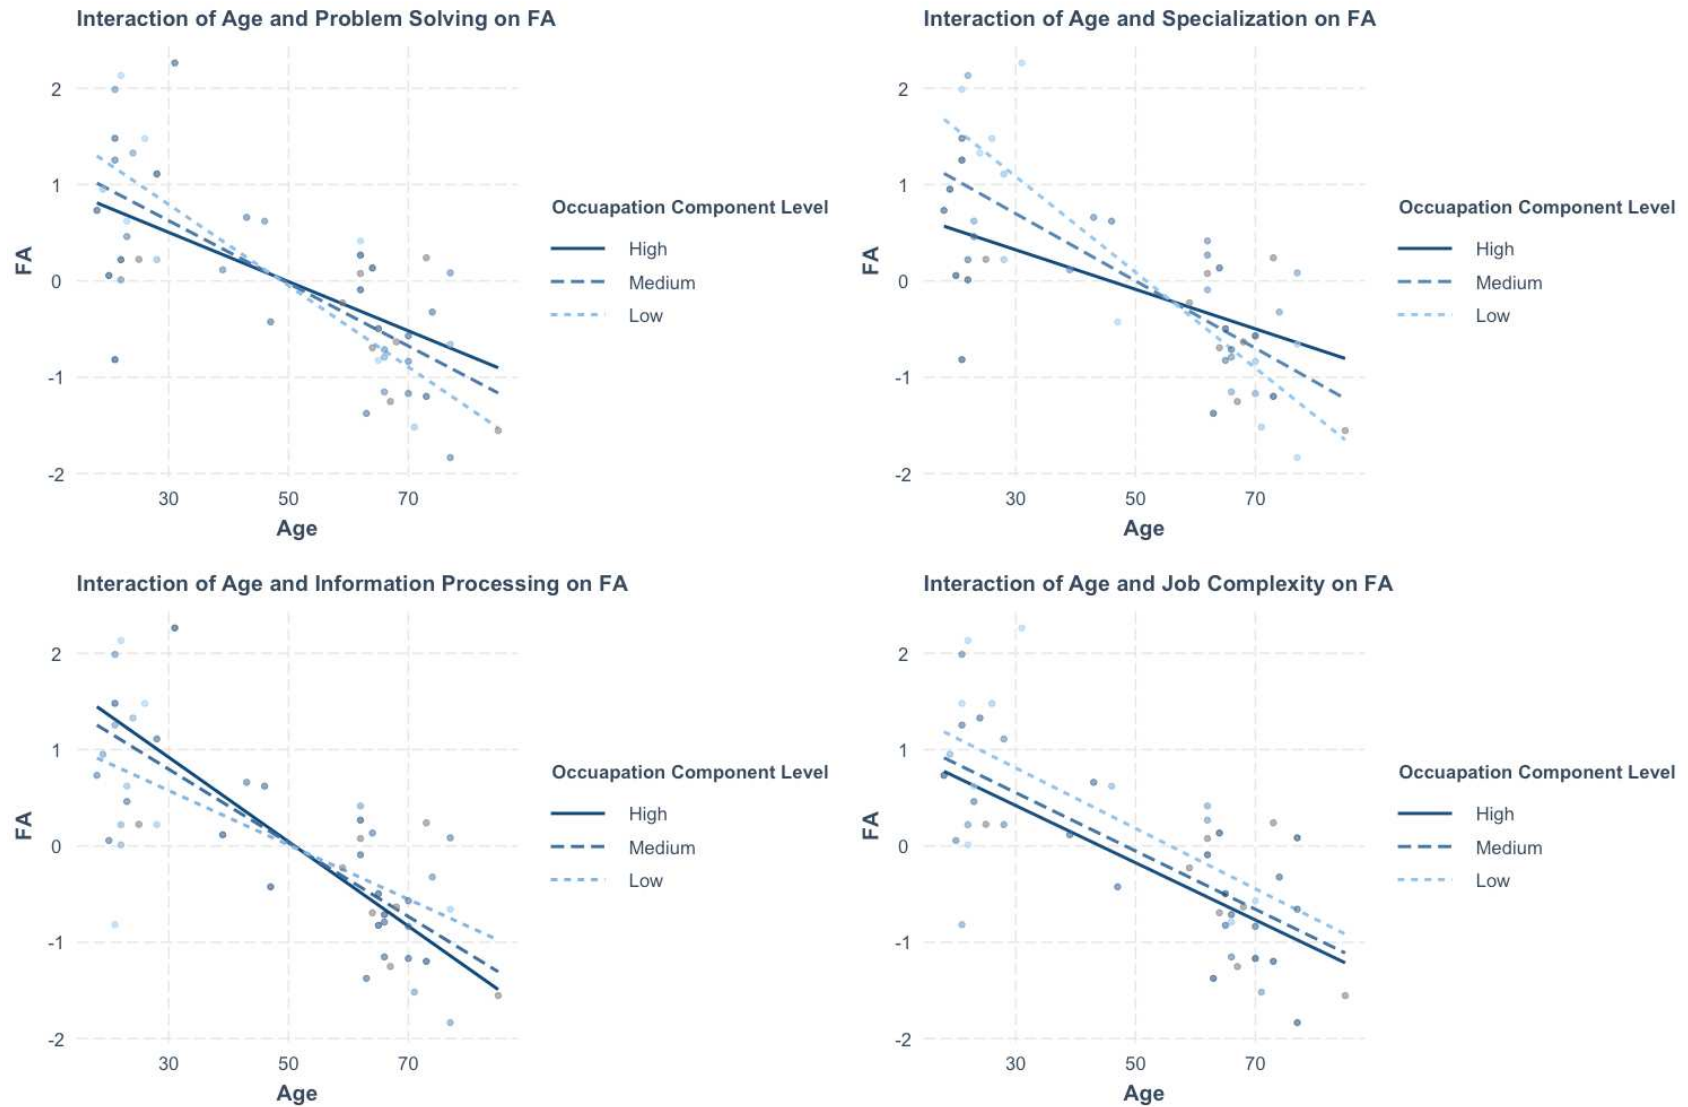 Interaction of Age and Problem Solving on FA
2
1
0
-1
-2
FA
30 50 70
Age
Occuapation Component Level
High
Medium
Low
Interaction of Age and Specialization on FA
2
1
0
-1
-2
FA
30 50 70
Age
Occuapation Component Level
High
Medium
Low
Interaction of Age and Information Processing on FA
2
1
0
-1
-2
FA
30 50 70
Age
Occuapation Component Level
High
Medium
Low
Interaction of Age and Job Complexity on FA
2
1
0
-1
-2
FA
30 50 70
Age
Occuapation Component Level
High
Medium
Low